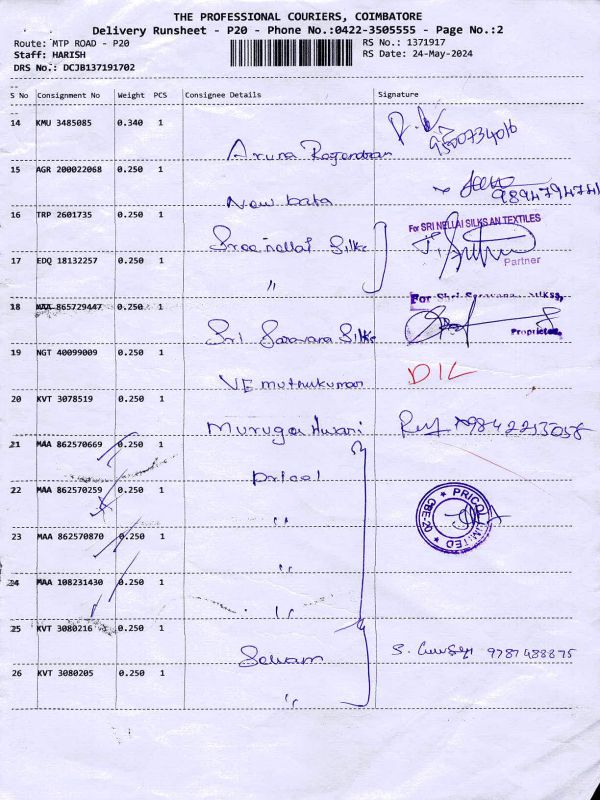 THE PROFESSIONAL COURIERS, COIMBATORE
Delivery Runsheet - P20 - Phone No.:0422-3505555 - Page No.:2
Route: MTP ROAD - P20 RS No.: 1371917
Staff: HARISH RS Date: 24-May-2024
DRS No.: DCJB137191702
S No Consignment No Weight PCS Consignee Details Signature
14 KMU 3485085 0.340 1
9500734016
Aruna Rajendran
15 AGR 200022068 0.250 1
New bata
9894794741
16 TRP 2601735 0.250 1
For SRI NELLAI SILKS AN TEXTILES
Sree nellai Silks
Partner
17 EDQ 18132257 0.250 1
"
18 MAA 865729447 0.250 1
For Shri Saravana Silkss,
Sri Saravana Silks
Proprietor
19 NGT 40099009 0.250 1
VE muthukumar
DIL
20 KVT 3078519 0.250 1
Murugan
9842213058
21 MAA 862570669 0.250 1
Pricol
22 MAA 862570259 0.250 1
"
PRICOL LIMITED
CBE-20
23 MAA 862570870 0.250 1
"
24 MAA 108231430 0.250 1
"
25 KVT 3080216 0.250 1
Selvam
9787488875
26 KVT 3080205 0.250 1
"